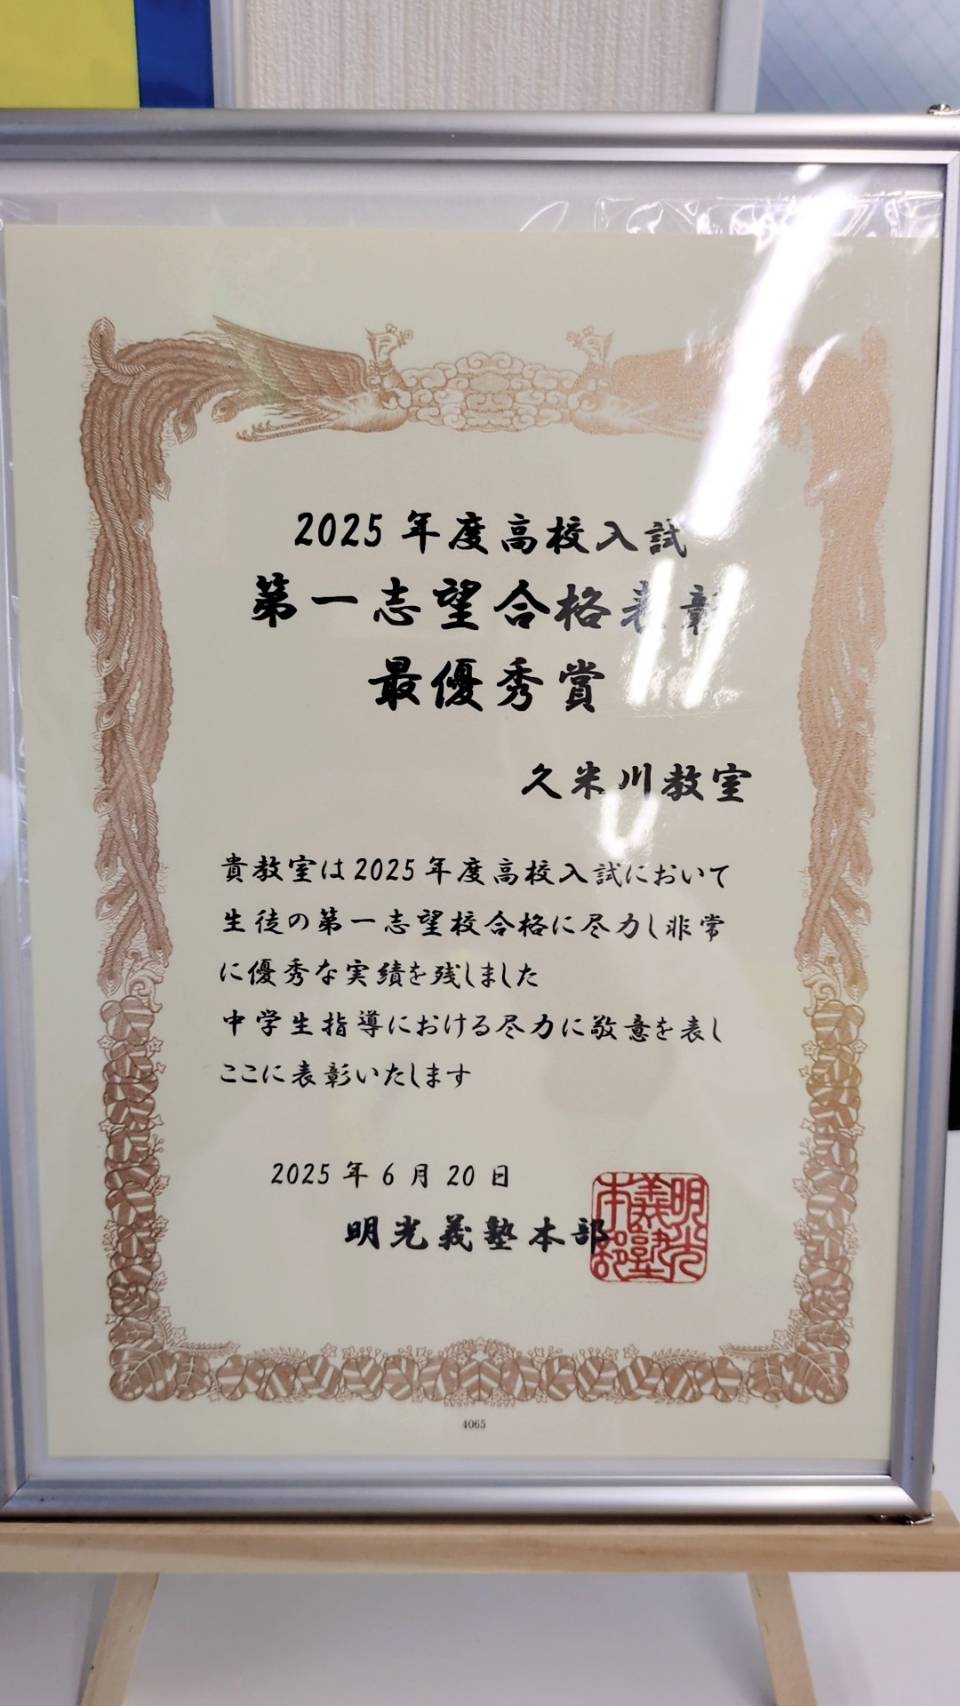 2025年度高校入試
第一志望合格表彰
最優秀賞
久米川教室
貴教室は2025年度高校入試において
生徒の第一志望校合格に尽力し非常
に優秀な実績を残しました
中学生指導における尽力に敬意を表し
ここに表彰いたします
2025年6月20日
明光義塾本部
明光義塾本部
4065